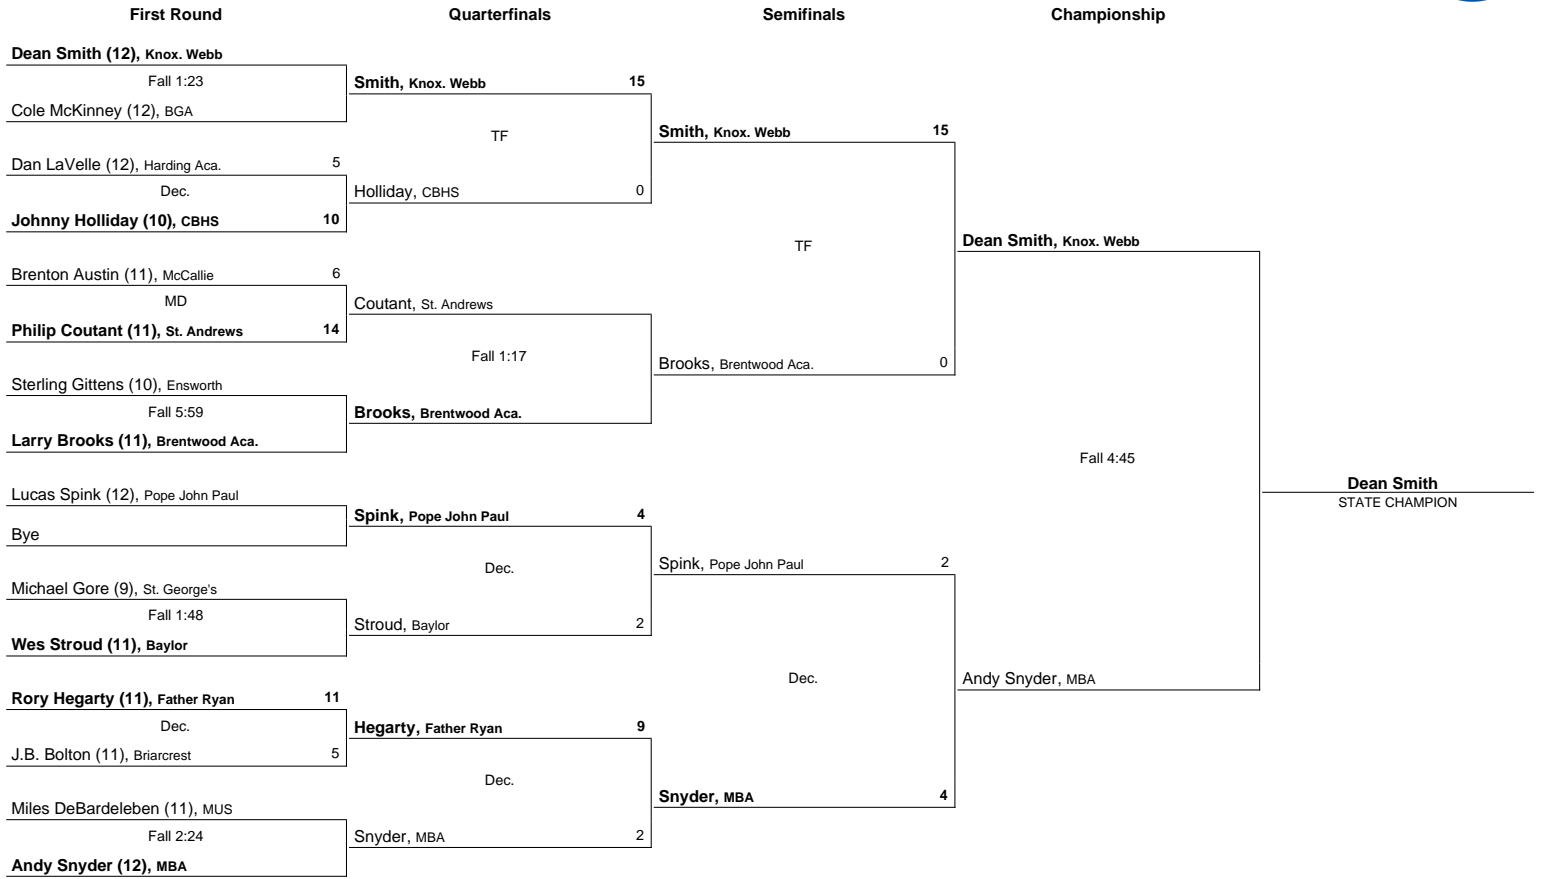 First Round Quarterfinals Semifinals Championship
Dean Smith (12), Knox. Webb
Fall 1:23
Cole McKinney (12), BGA
Dan LaVelle (12), Harding Aca. 5
Dec.
Johnny Holliday (10), CBHS 10
Brenton Austin (11), McCallie 6
MD
Philip Coutant (11), St. Andrews 14
Sterling Gittens (10), Ensworth
Fall 5:59
Larry Brooks (11), Brentwood Aca.
Lucas Spink (12), Pope John Paul
Bye
Michael Gore (9), St. George's
Fall 1:48
Wes Stroud (11), Baylor
Rory Hegarty (11), Father Ryan 11
Dec.
J.B. Bolton (11), Briarcrest 5
Miles DeBardeleben (11), MUS
Fall 2:24
Andy Snyder (12), MBA
Smith, Knox. Webb 15
TF
Holliday, CBHS 0
Coutant, St. Andrews
Fall 1:17
Brooks, Brentwood Aca.
Spink, Pope John Paul 4
Dec.
Stroud, Baylor 2
Hegarty, Father Ryan 9
Dec.
Snyder, MBA 2
Smith, Knox. Webb 15
TF
Brooks, Brentwood Aca. 0
Spink, Pope John Paul 2
Dec.
Snyder, MBA 4
Dean Smith, Knox. Webb
Fall 4:45
Andy Snyder, MBA
Dean Smith
STATE CHAMPION